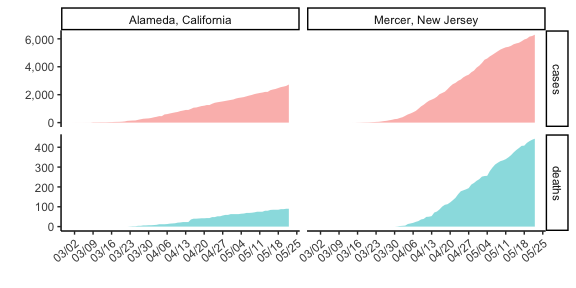 Alameda, California
Mercer, New Jersey
6,000
4,000
2,000
0
cases
400
300
200
100
0
deaths
03/02 03/09 03/16 03/23 03/30 04/06 04/13 04/20 04/27 05/04 05/11 05/18 05/25
03/02 03/09 03/16 03/23 03/30 04/06 04/13 04/20 04/27 05/04 05/11 05/18 05/25